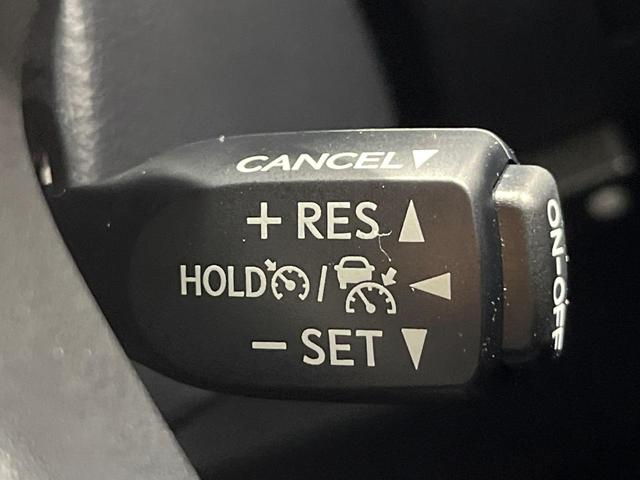 CANCEL▼
+ RES ▲
HOLD / ◀
- SET ▼
ON-OFF